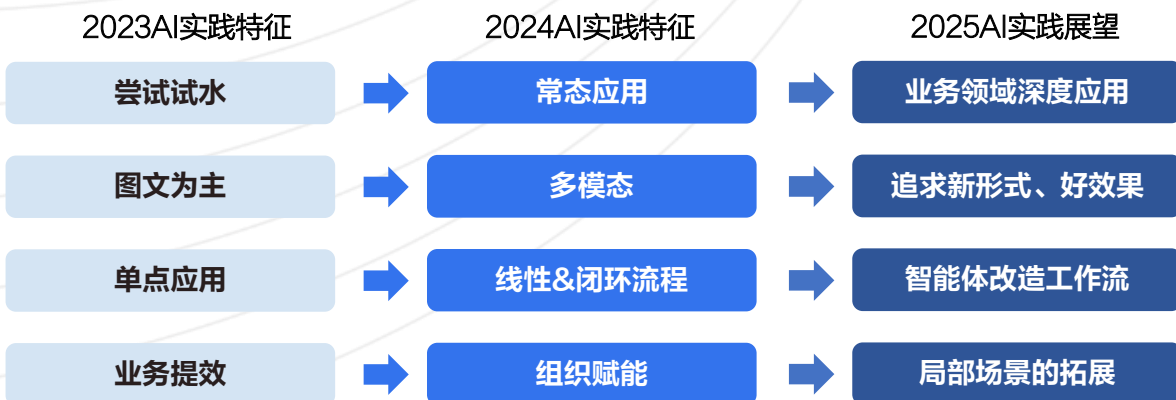 2023AI实践特征 2024AI实践特征 2025AI实践展望
尝试试水 常态应用 业务领域深度应用
图文为主 多模态 追求新形式、好效果
单点应用 线性&闭环流程 智能体改造工作流
业务提效 组织赋能 局部场景的拓展